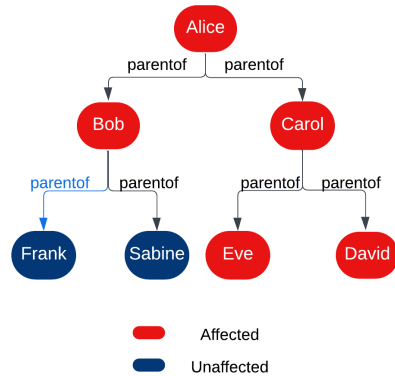 Alice
parentof parentof
Bob Carol
parentof parentof parentof parentof
Frank Sabine Eve David
Affected
Unaffected